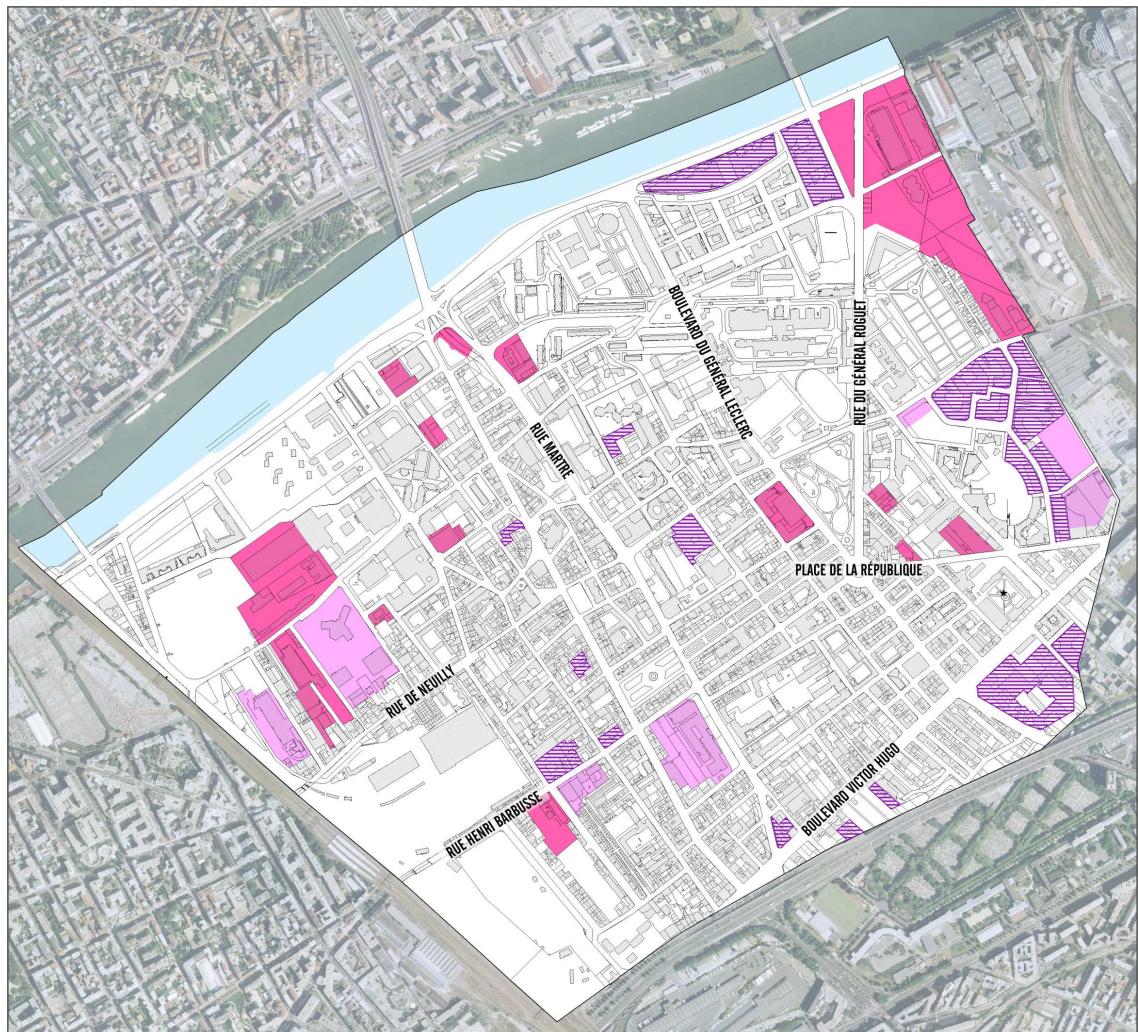 BOULEVARD DU GÉNÉRAL LECLERC
RUE DU GÉNÉRAL ROGUET
RUE MARTRE
PLACE DE LA RÉPUBLIQUE
RUE DE NEUILLY
BOULEVARD VICTOR HUGO
RUE HENRI BARBUSSE